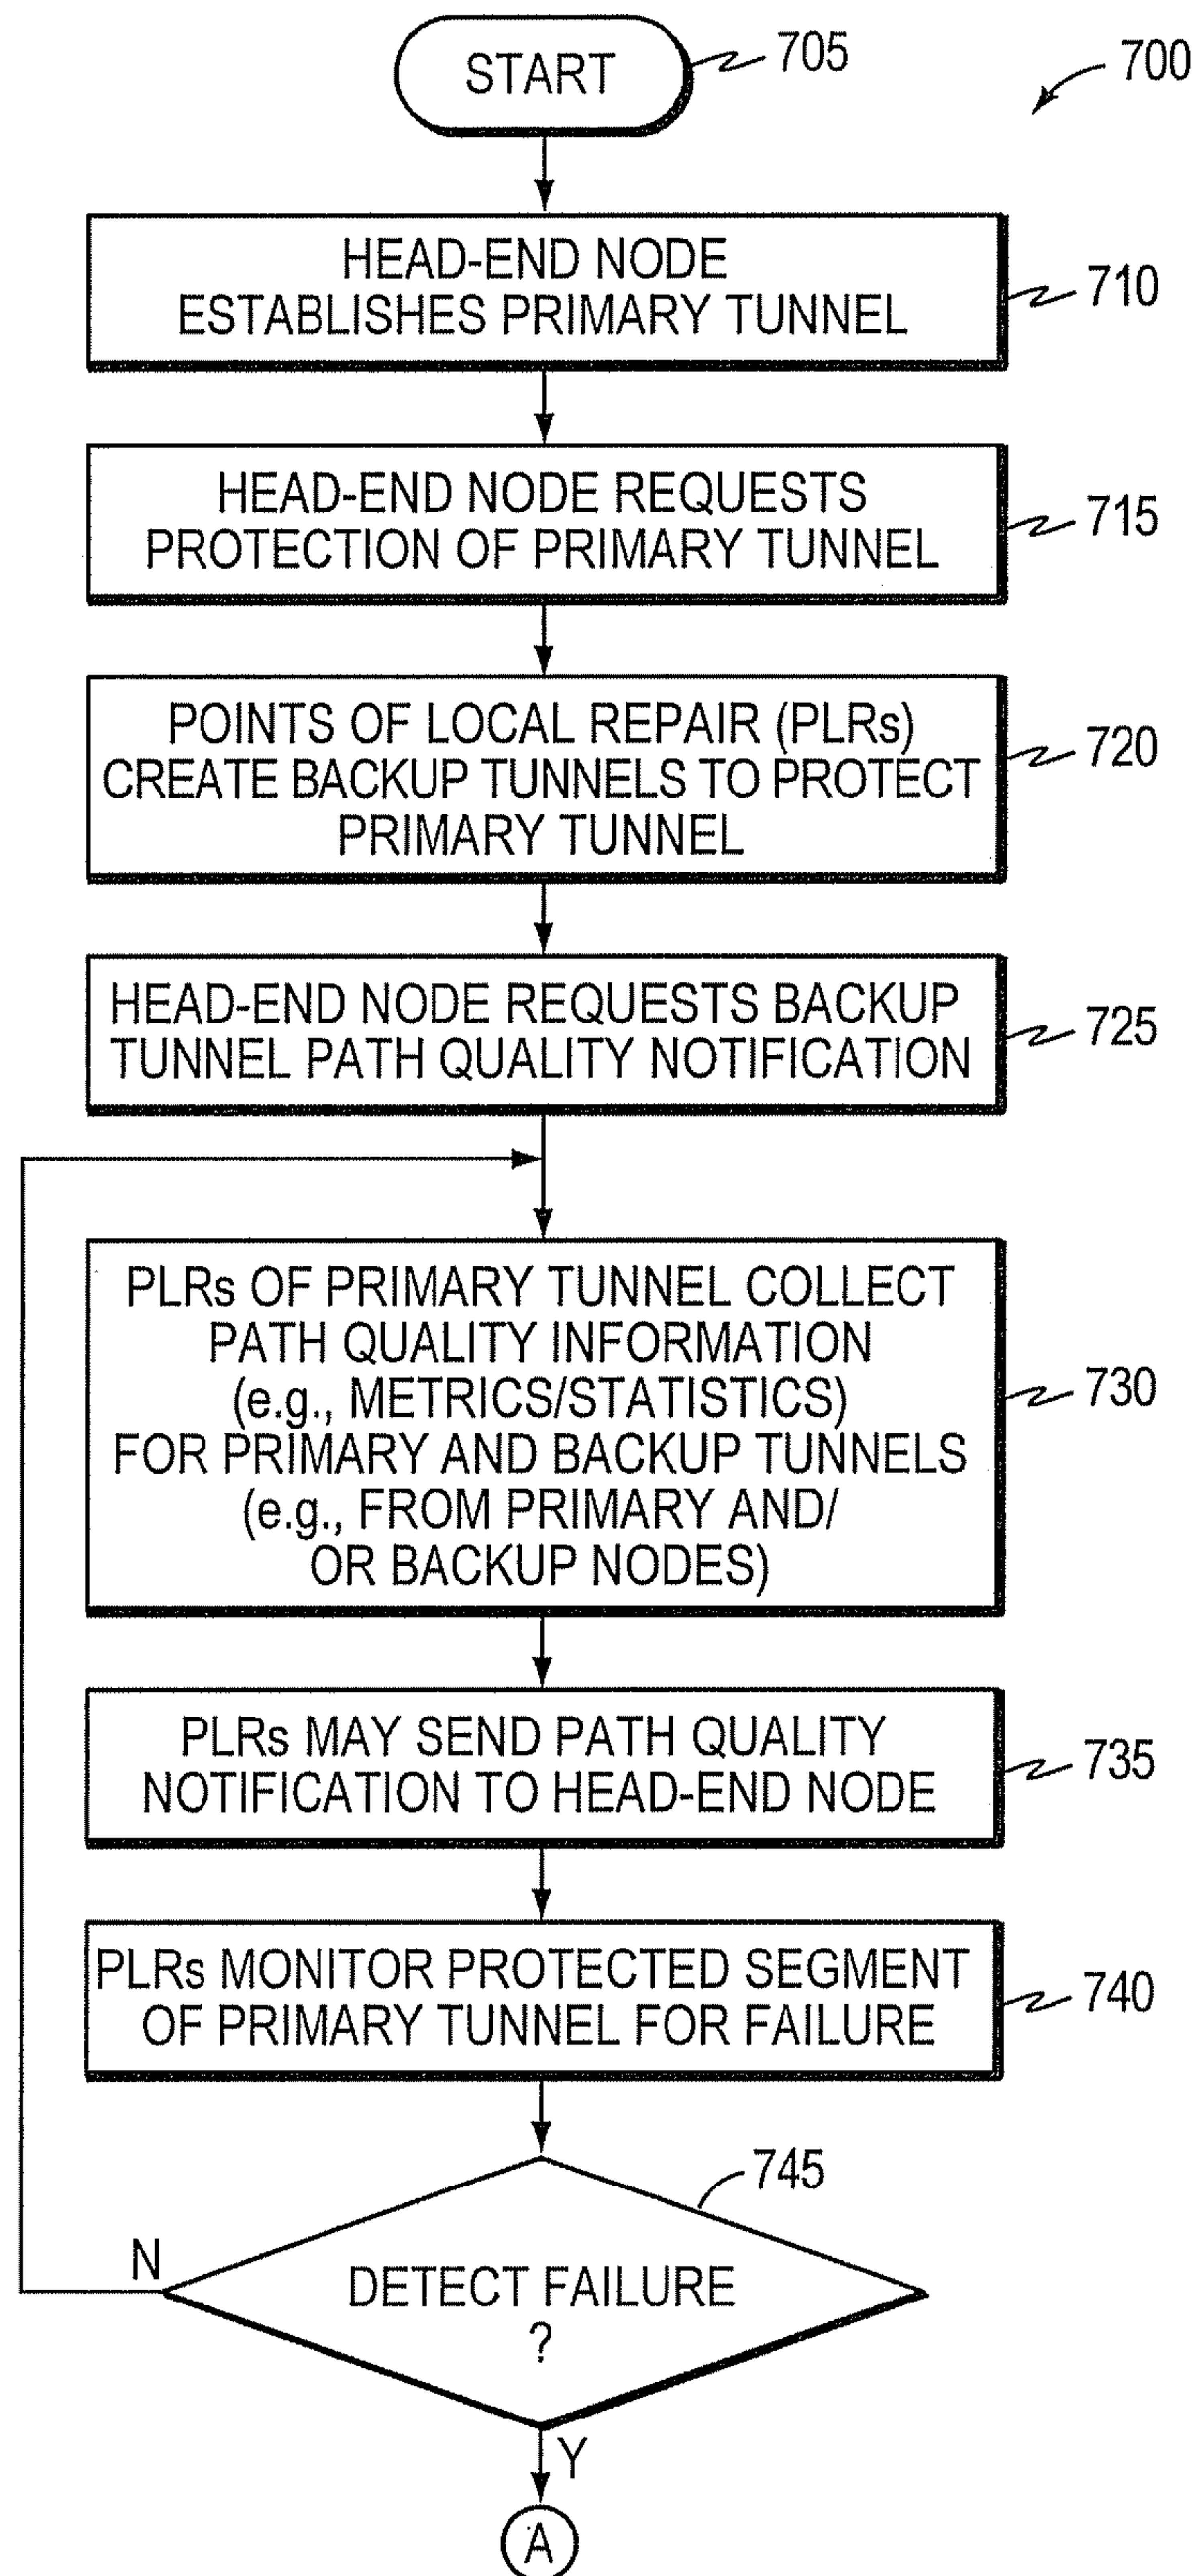 START
705
700
HEAD-END NODE
ESTABLISHES PRIMARY TUNNEL
710
HEAD-END NODE REQUESTS
PROTECTION OF PRIMARY TUNNEL
715
POINTS OF LOCAL REPAIR (PLRs)
CREATE BACKUP TUNNELS TO PROTECT
PRIMARY TUNNEL
720
HEAD-END NODE REQUESTS BACKUP
TUNNEL PATH QUALITY NOTIFICATION
725
PLRs OF PRIMARY TUNNEL COLLECT
PATH QUALITY INFORMATION
(e.g., METRICS/STATISTICS)
FOR PRIMARY AND BACKUP TUNNELS
(e.g., FROM PRIMARY AND/
OR BACKUP NODES)
730
PLRs MAY SEND PATH QUALITY
NOTIFICATION TO HEAD-END NODE
735
PLRs MONITOR PROTECTED SEGMENT
OF PRIMARY TUNNEL FOR FAILURE
740
745
N
DETECT FAILURE
?
Y
A